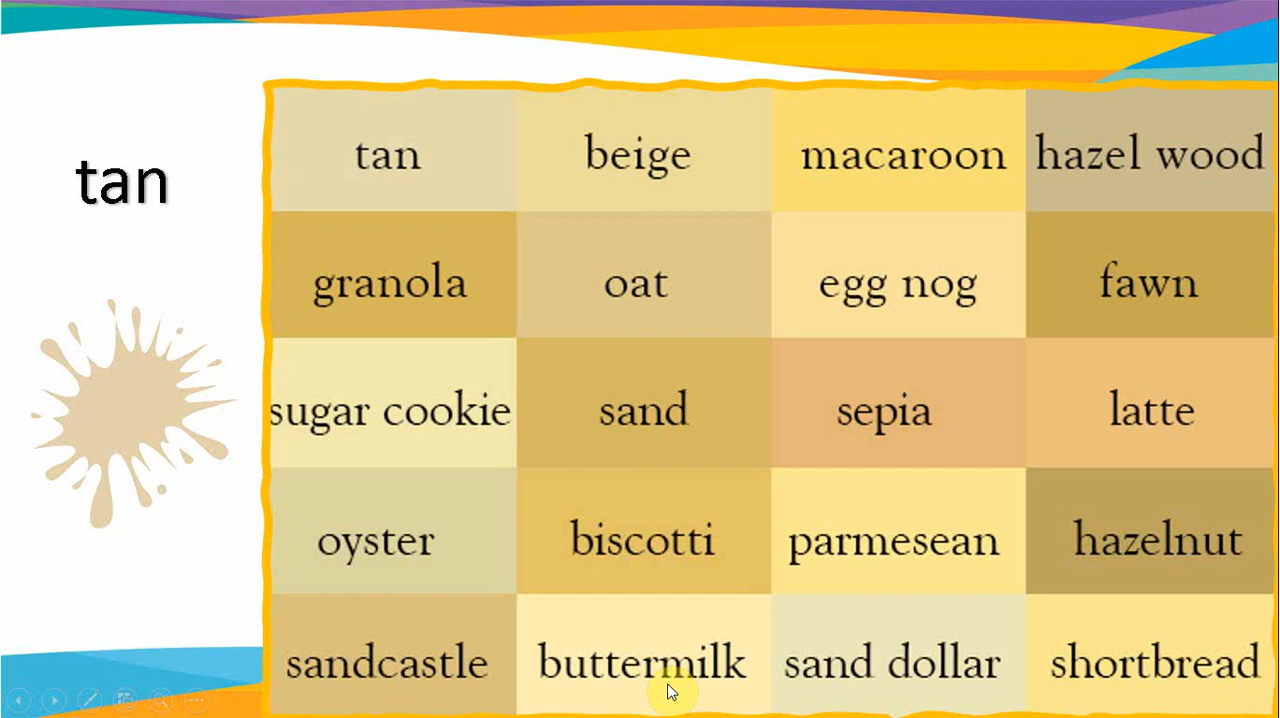 tan
tan beige macaroon hazel wood
granola oat egg nog fawn
sugar cookie sand sepia latte
oyster biscotti parmesean hazelnut
sandcastle buttermilk sand dollar shortbread